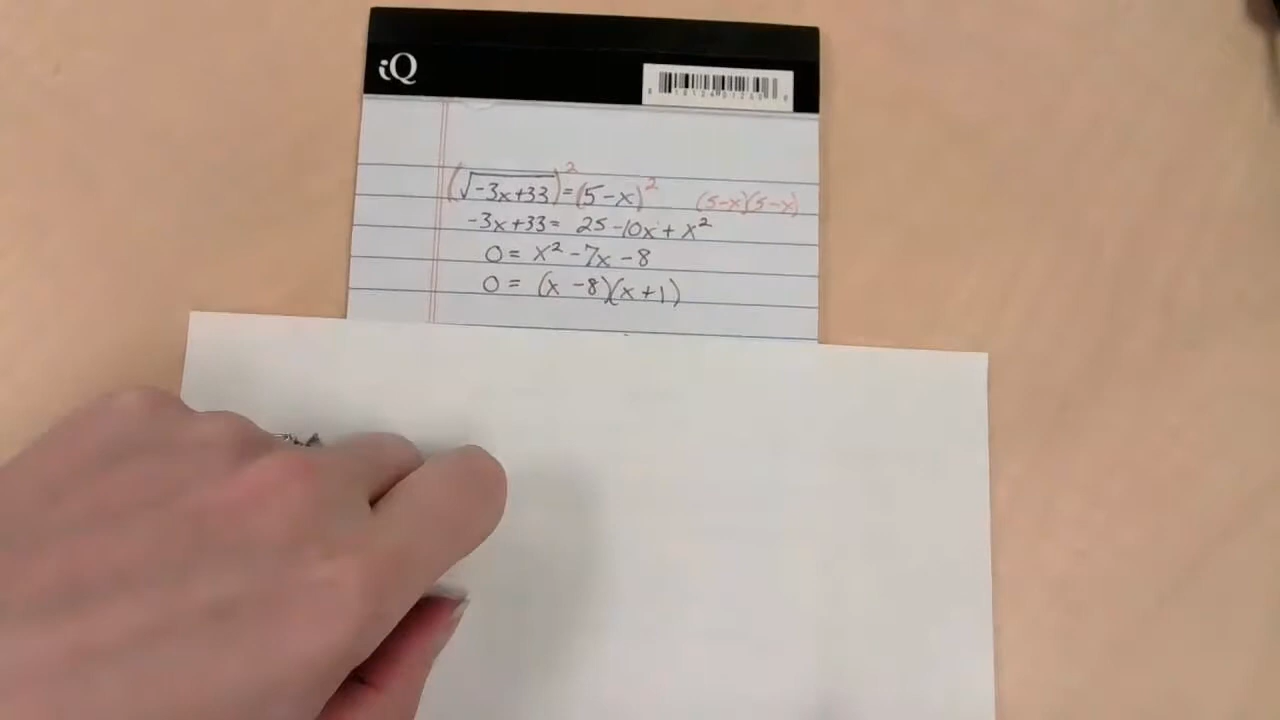 iQ
(√-3x+33)² = (5-x)² (5-x)(5-x)
-3x+33 = 25 -10x + x²
0 = x² -7x -8
0 = (x -8)(x +1)